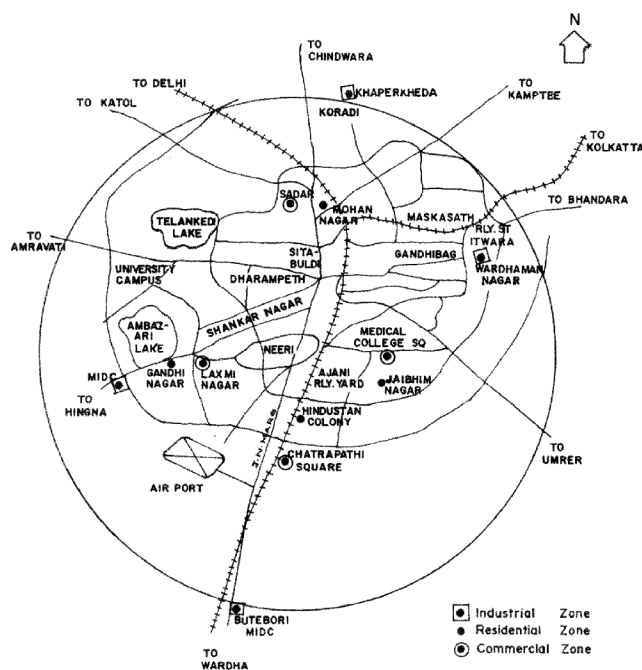 N
TO
CHINDWARA
TO DELHI
KHAPERKHEDA
TO
KAMPTEE
TO KATOL
KORADI
TO
KOLKATTA
SADAR
TO BHANDARA
MOHAN
NAGAR
MASKASATH
TELANKEDI
LAKE
RLY. ST
ITWARA
TO
AMRAVATI
SITA-
BULDI
GANDHIBAG
WARDHAMAN
NAGAR
UNIVERSITY
CAMPUS
DHARAMPETH
SHANKAR NAGAR
AMBAZ-
ARI
LAKE
MEDICAL
COLLEGE SQ
NEERI
MIDC
GANDHI
NAGAR
LAXMI
NAGAR
AJANI
RLY. YARD
JAIBHIM
NAGAR
TO
HINGNA
HINDUSTAN
COLONY
J.N. MARG
TO
UMRER
CHATRAPATHI
SQUARE
AIR PORT
BUTEBORI
MIDC
TO
WARDHA
Industrial Zone
Residential Zone
Commercial Zone